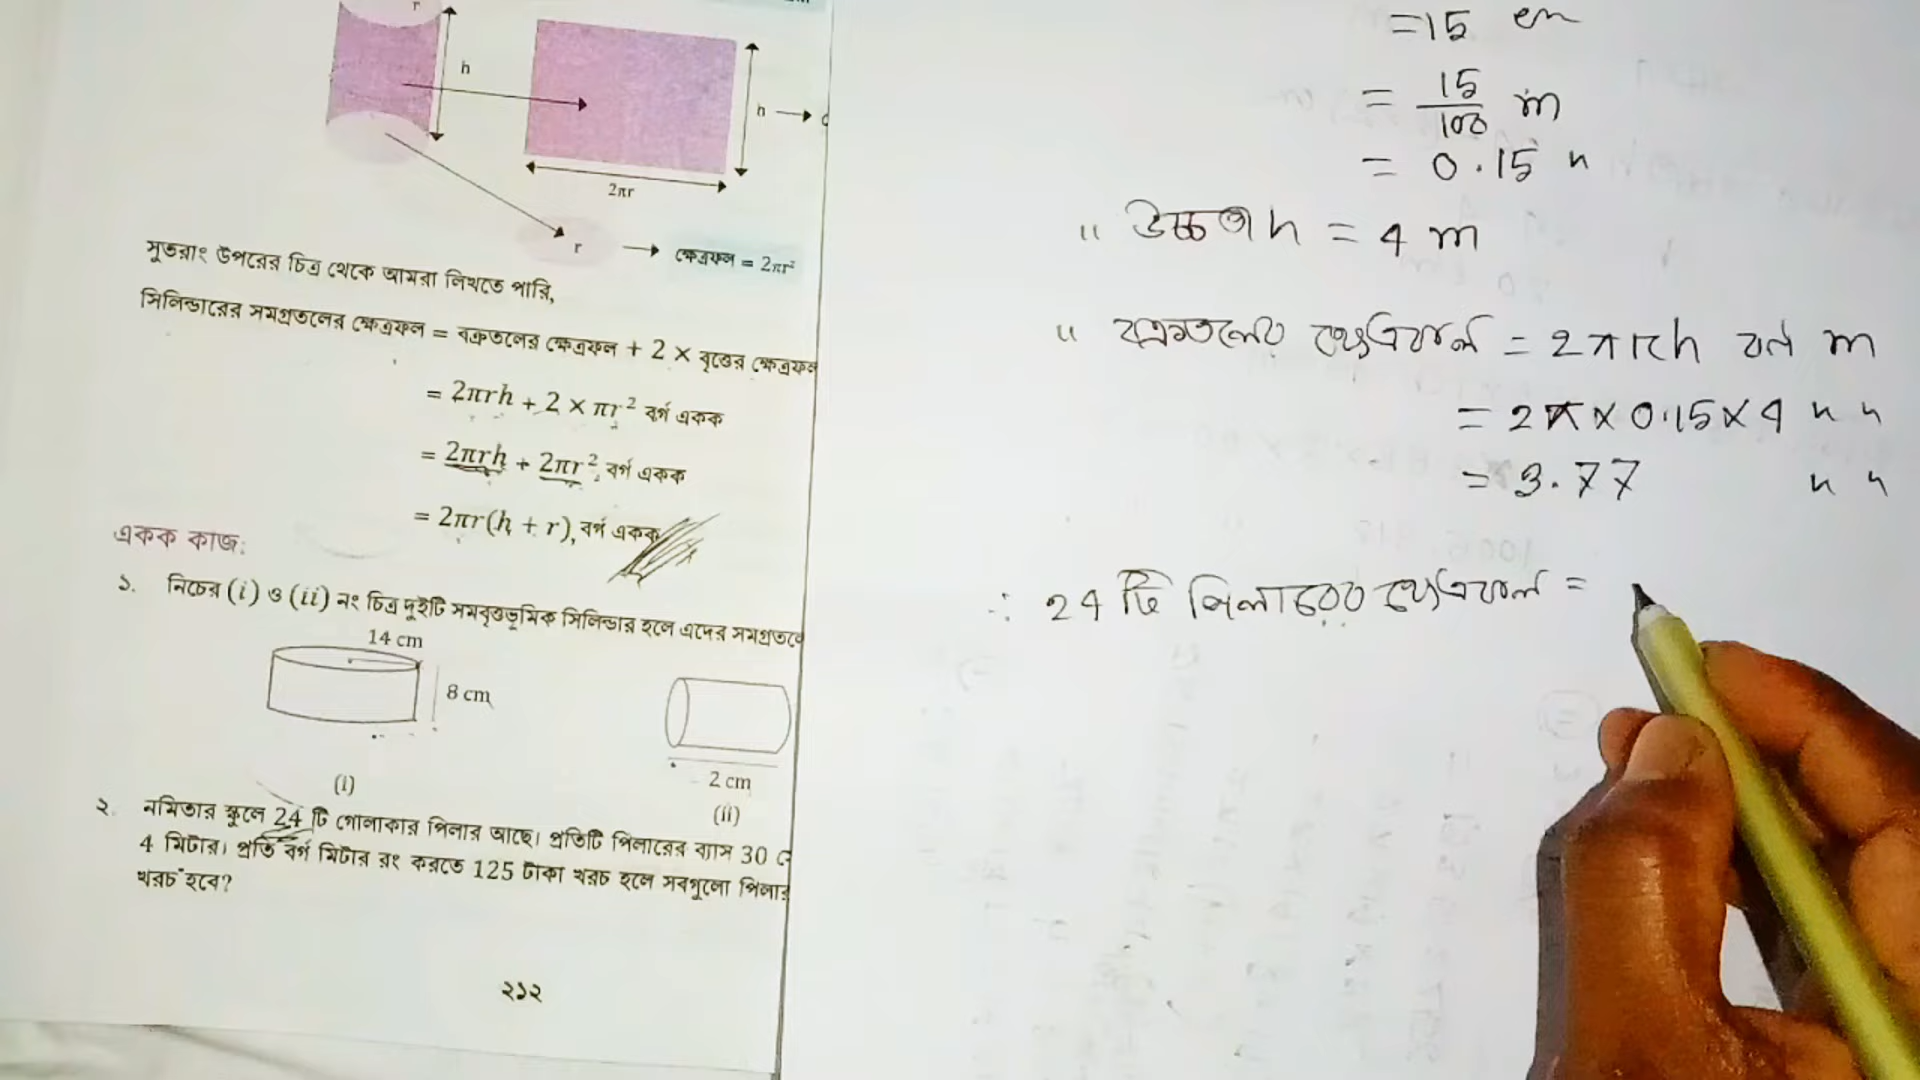 r
h
h
2πr
r
ক্ষেত্রফল = 2πr²
সুতরাং উপরের চিত্র থেকে আমরা লিখতে পারি,
সিলিন্ডারের সমগ্রতলের ক্ষেত্রফল = বক্রতলের ক্ষেত্রফল + 2 × বৃত্তের ক্ষেত্রফল
= 2πrh + 2 × πr² বর্গ একক
= 2πrh + 2πr², বর্গ একক
= 2πr(h + r), বর্গ একক
একক কাজ:
১. নিচের (i) ও (ii) নং চিত্র দুইটি সমবৃত্তভূমিক সিলিন্ডার হলে এদের
14 cm
8 cm
2 cm
(i)
(ii)
২. নমিতার স্কুলে 24 টি গোলাকার পিলার আছে। প্রতিটি পিলারের ব্যাস 30
4 মিটার। প্রতি বর্গ মিটার রং করতে 125 টাকা খরচ হলে সবগুলো
খরচ হবে?
২১২
=15 cm
= 15/100 m
= 0.15 "
" উচ্চতা h = 4 m
" বক্রতলের ক্ষেত্রফল = 2πrh বর্গ m
= 2π×0.15×4 " "
= 3.77 " "
∴ 24 টি পিলারের ক্ষেত্রফল =